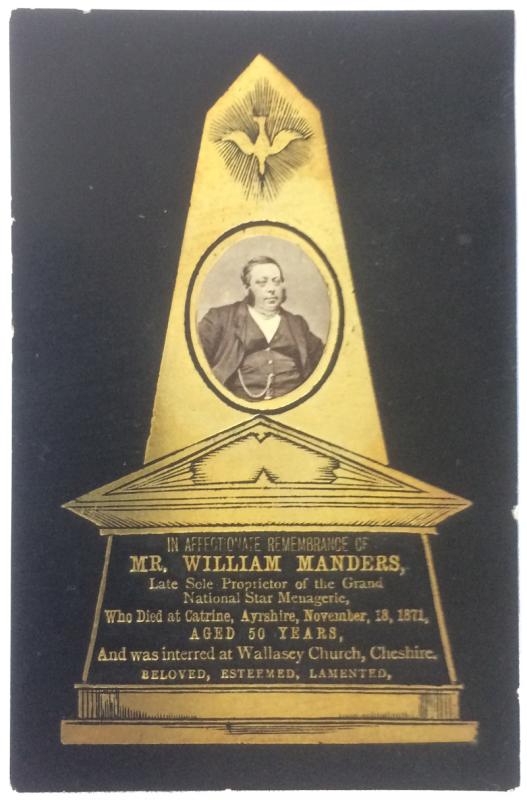 IN AFFECTIONATE REMEMBRANCE OF
MR. WILLIAM MANDERS,
Late Sole Proprietor of the Grand
National Star Menagerie,
Who Died at Catrine, Ayrshire, November, 18, 1871,
AGED 50 YEARS,
And was interred at Wallasey Church, Cheshire.
BELOVED, ESTEEMED, LAMENTED,